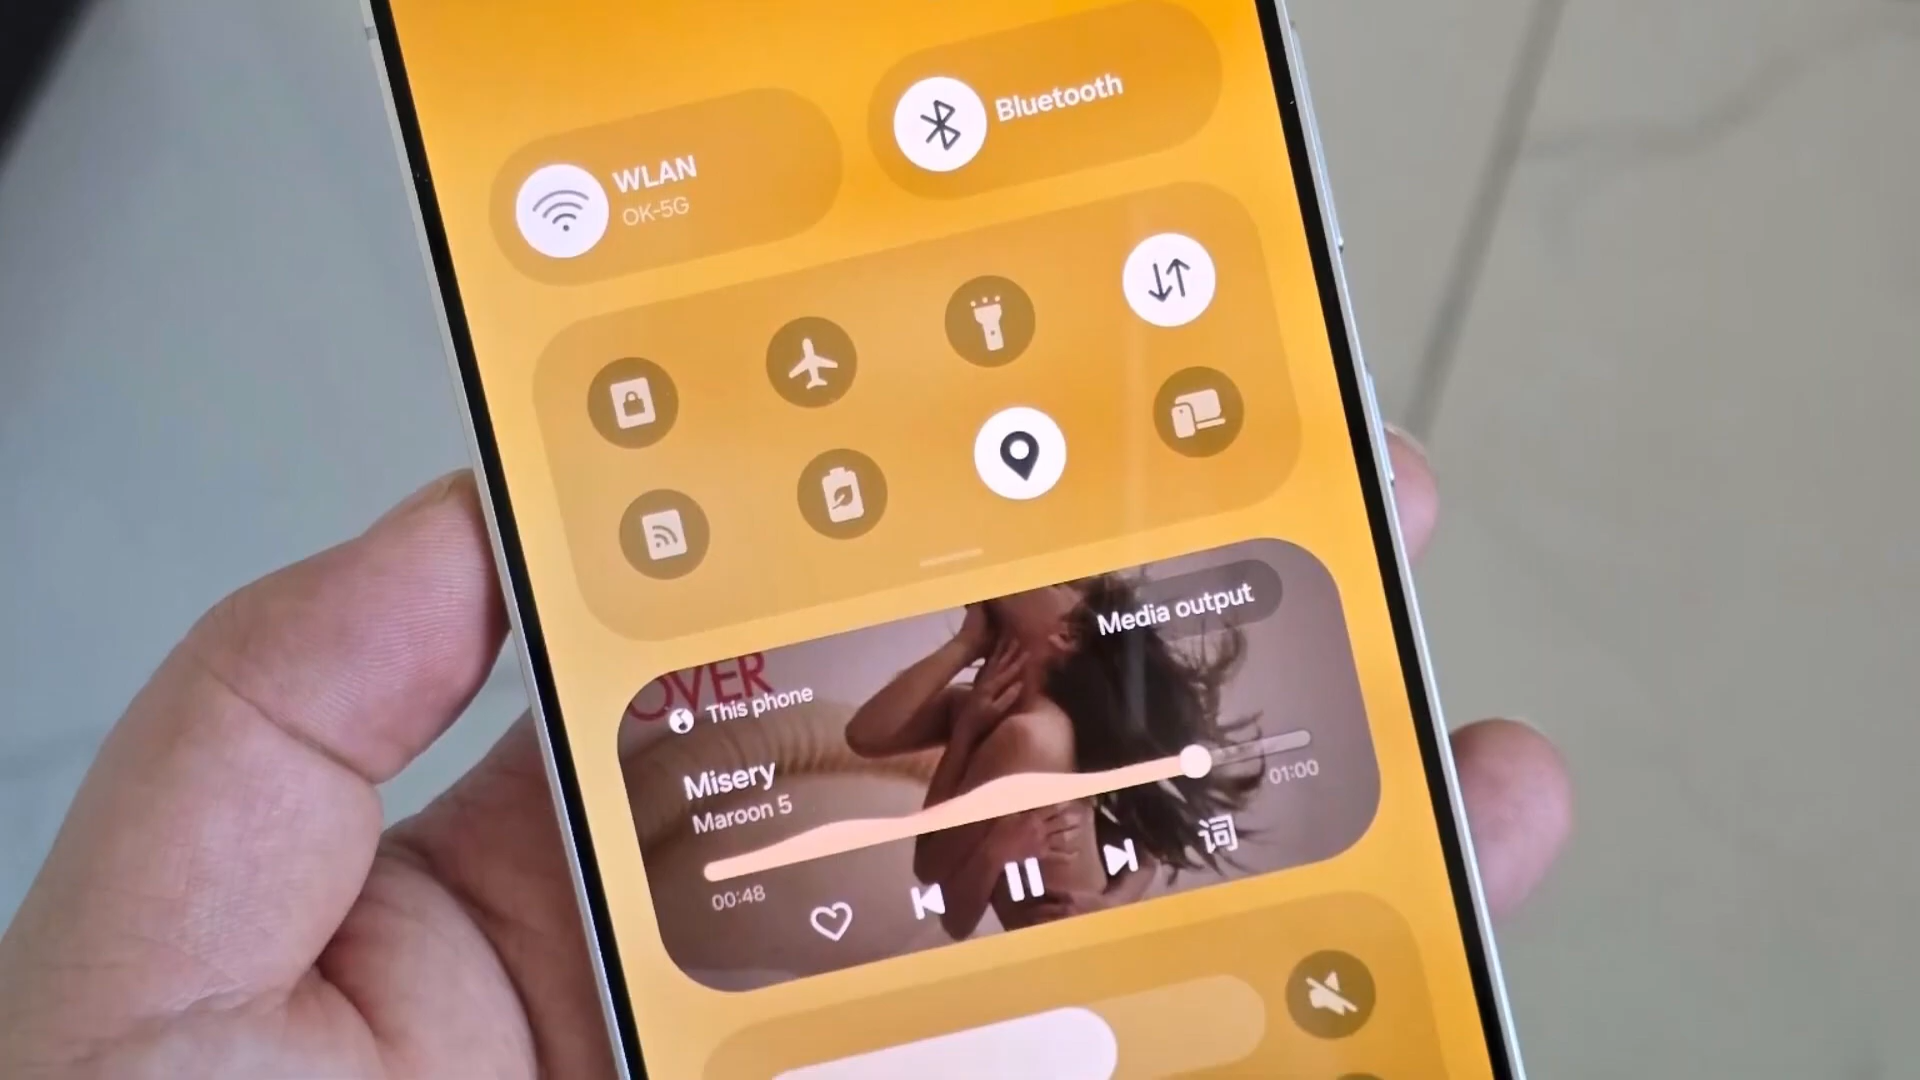 Bluetooth
WLAN
OK-5G
Media output
OVER
This phone
Misery
Maroon 5
01:00
00:48
词